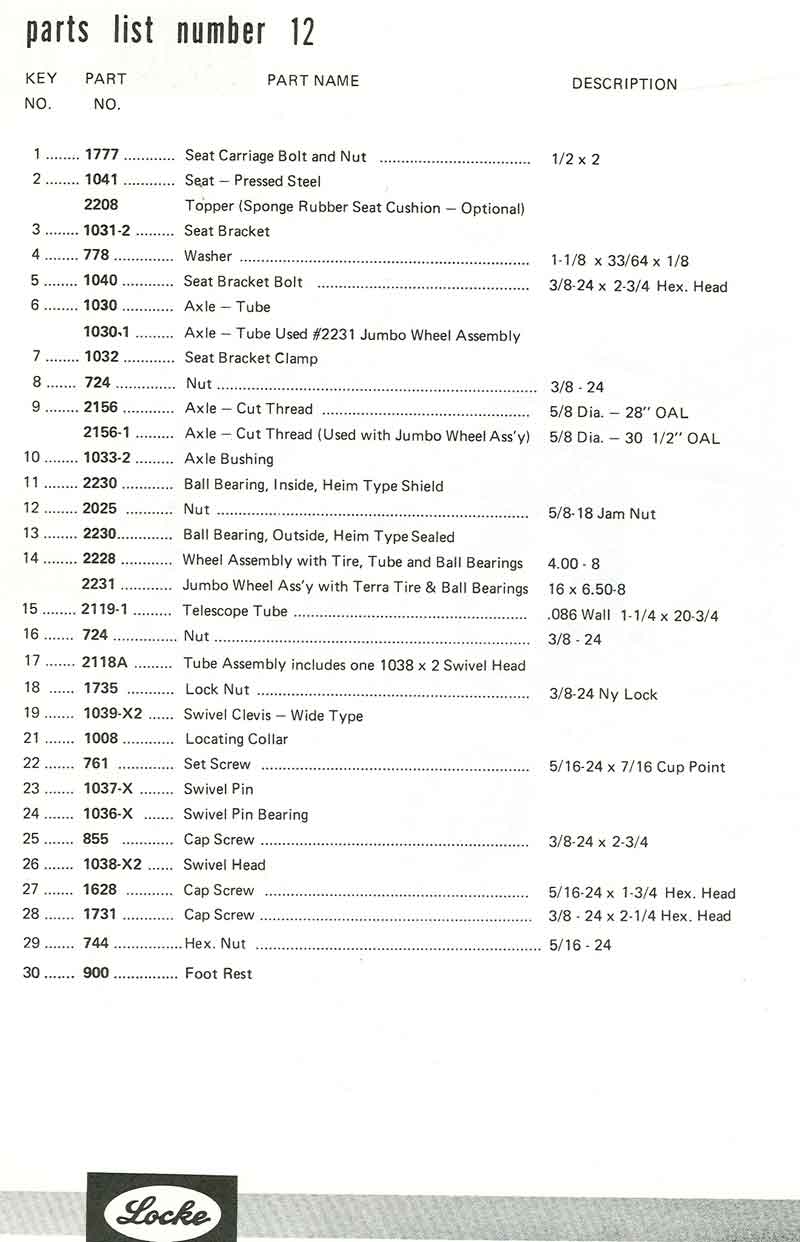 parts list number 12
KEY PART PART NAME DESCRIPTION
NO. NO.
1 ........ 1777 ............ Seat Carriage Bolt and Nut ................................... 1/2 x 2
2 ........ 1041 ............ Seat – Pressed Steel
2208 Topper (Sponge Rubber Seat Cushion – Optional)
3 ........ 1031-2 ......... Seat Bracket
4 ........ 778 ............... Washer .................................................................... 1-1/8 x 33/64 x 1/8
5 ........ 1040 ............ Seat Bracket Bolt .................................................. 3/8-24 x 2-3/4 Hex. Head
6 ........ 1030 ............ Axle – Tube
1030-1 ......... Axle – Tube Used #2231 Jumbo Wheel Assembly
7 ........ 1032 ............ Seat Bracket Clamp
8 ....... 724 .............. Nut ........................................................................... 3/8 - 24
9 ........ 2156 ............ Axle – Cut Thread ................................................. 5/8 Dia. – 28” OAL
2156-1 ......... Axle – Cut Thread (Used with Jumbo Wheel Ass’y) 5/8 Dia. – 30 1/2” OAL
10 ........ 1033-2 ......... Axle Bushing
11 ....... 2230 ............ Ball Bearing, Inside, Heim Type Shield
12 ....... 2025 ............ Nut ......................................................................... 5/8-18 Jam Nut
13 ....... 2230............. Ball Bearing, Outside, Heim Type Sealed
14 ....... 2228 ............ Wheel Assembly with Tire, Tube and Ball Bearings 4.00 - 8
2231 ............ Jumbo Wheel Ass’y with Terra Tire & Ball Bearings 16 x 6.50-8
15 ........ 2119-1 ......... Telescope Tube ....................................................... .086 Wall 1-1/4 x 20-3/4
16 ....... 724 ............... Nut .......................................................................... 3/8 - 24
17 ....... 2118A ......... Tube Assembly includes one 1038 x 2 Swivel Head
18 ...... 1735 ........... Lock Nut ................................................................ 3/8-24 Ny Lock
19 ....... 1039-X2 ...... Swivel Clevis – Wide Type
21 ....... 1008 ............ Locating Collar
22 ....... 761 ............. Set Screw ............................................................... 5/16-24 x 7/16 Cup Point
23 ....... 1037-X ........ Swivel Pin
24 ....... 1036-X ....... Swivel Pin Bearing
25 ....... 855 ............ Cap Screw ............................................................... 3/8-24 x 2-3/4
26 ....... 1038-X2 ...... Swivel Head
27 ....... 1628 ............ Cap Screw .............................................................. 5/16-24 x 1-3/4 Hex. Head
28 ....... 1731 ............ Cap Screw ................................................................ 3/8 - 24 x 2-1/4 Hex. Head
29 ....... 744 ................ Hex. Nut ................................................................... 5/16 - 24
30 ....... 900 ............... Foot Rest
Locke